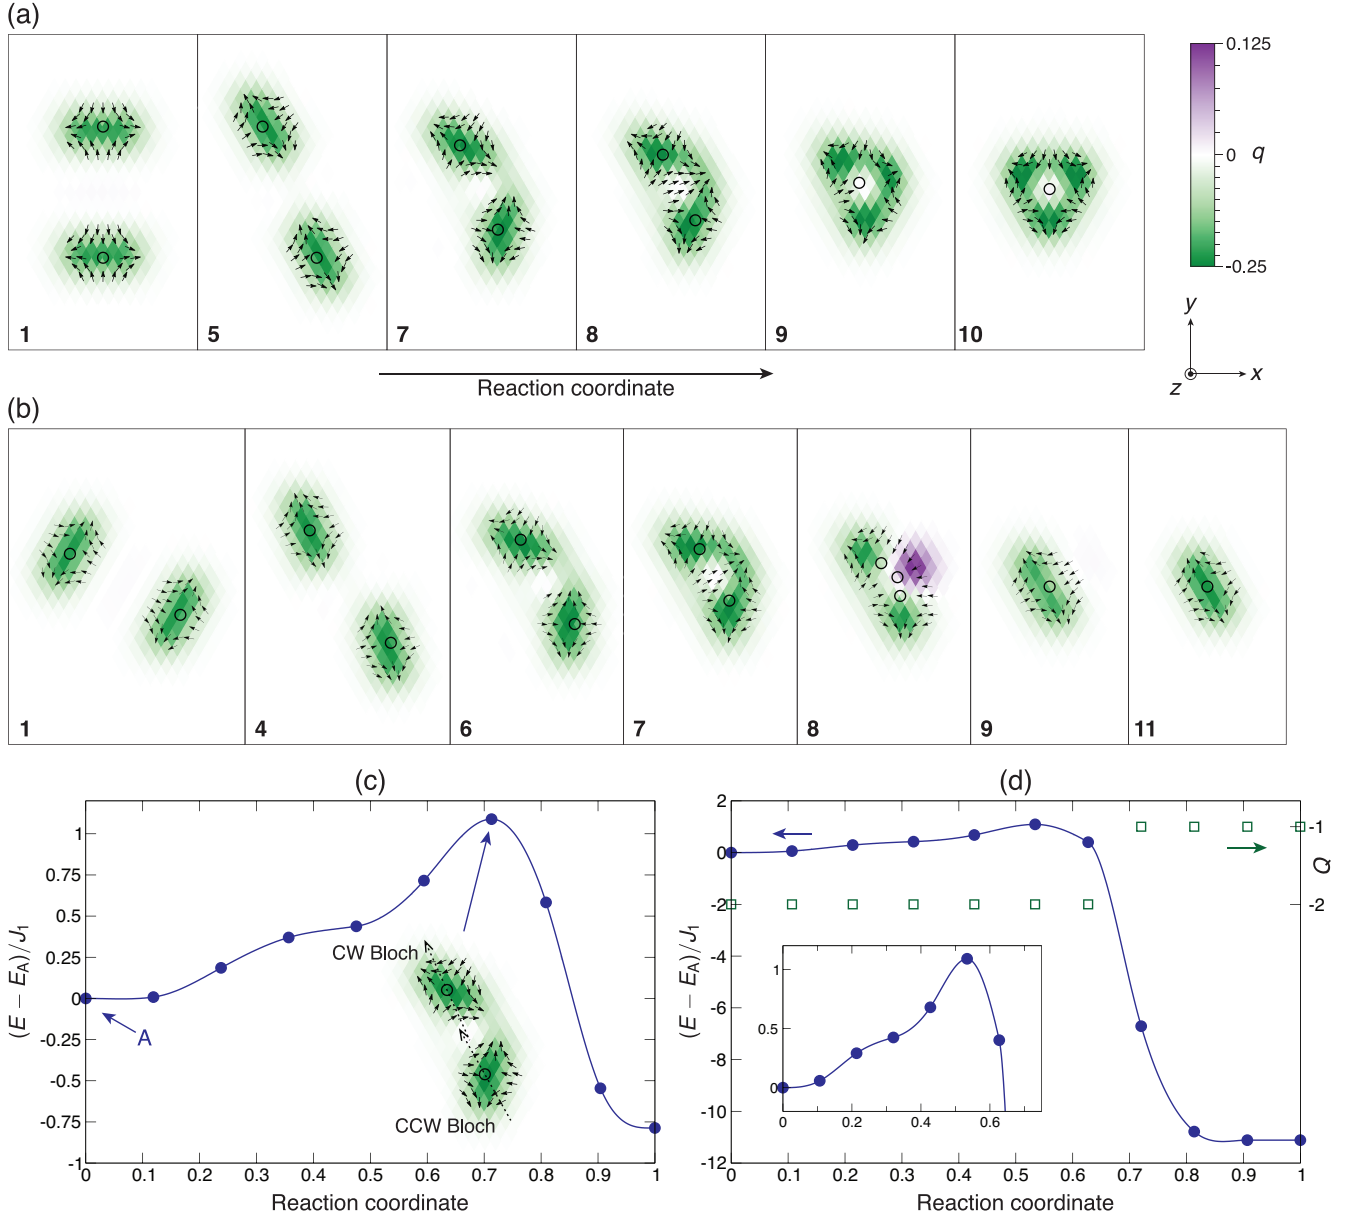 (a)
1
5
7
8
9
10
0.125
0 q
-0.25
y
z
x
Reaction coordinate
(b)
1
4
6
7
8
9
11
(c)
1
0.75
0.5
0.25
0
-0.25
-0.5
-0.75
-1
(E − E_A)/J_1
A
CW Bloch
CCW Bloch
0 0.1 0.2 0.3 0.4 0.5 0.6 0.7 0.8 0.9 1
Reaction coordinate
(d)
2
0
-2
-4
-6
-8
-10
-12
(E − E_A)/J_1
-1
-2
Q
1
0.5
0
0 0.2 0.4 0.6
0 0.1 0.2 0.3 0.4 0.5 0.6 0.7 0.8 0.9 1
Reaction coordinate